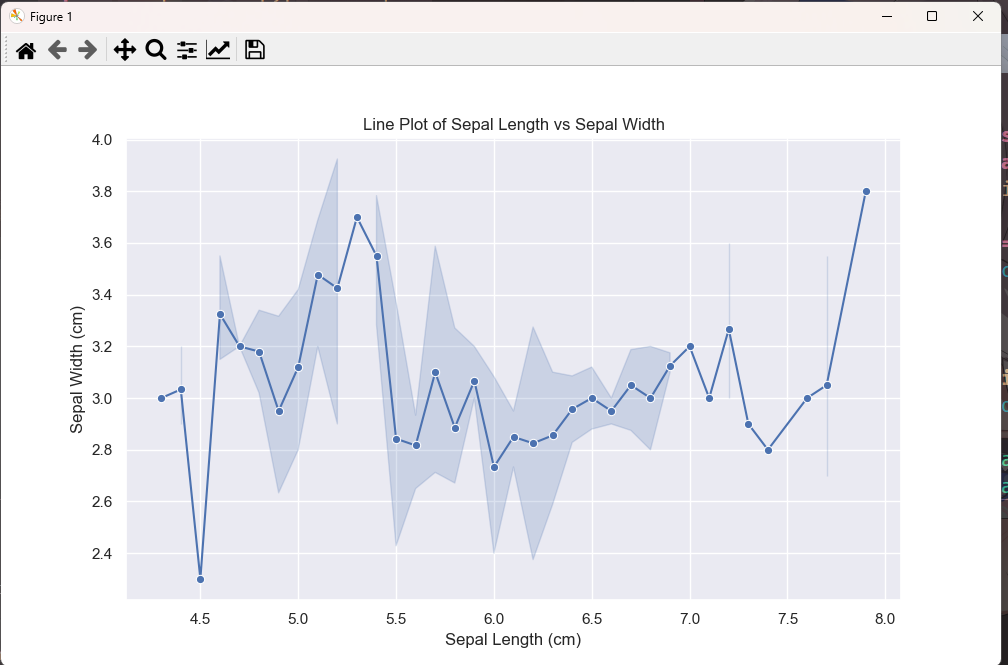 Figure 1
Line Plot of Sepal Length vs Sepal Width
4.0
3.8
3.6
3.4
3.2
3.0
2.8
2.6
2.4
Sepal Width (cm)
4.5 5.0 5.5 6.0 6.5 7.0 7.5 8.0
Sepal Length (cm)